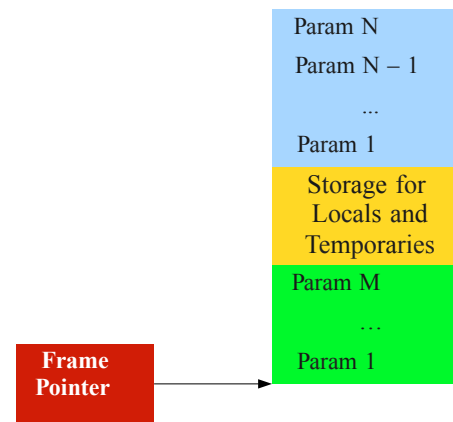 Param N
Param N – 1
...
Param 1
Storage for
Locals and
Temporaries
Param M
…
Param 1
Frame
Pointer